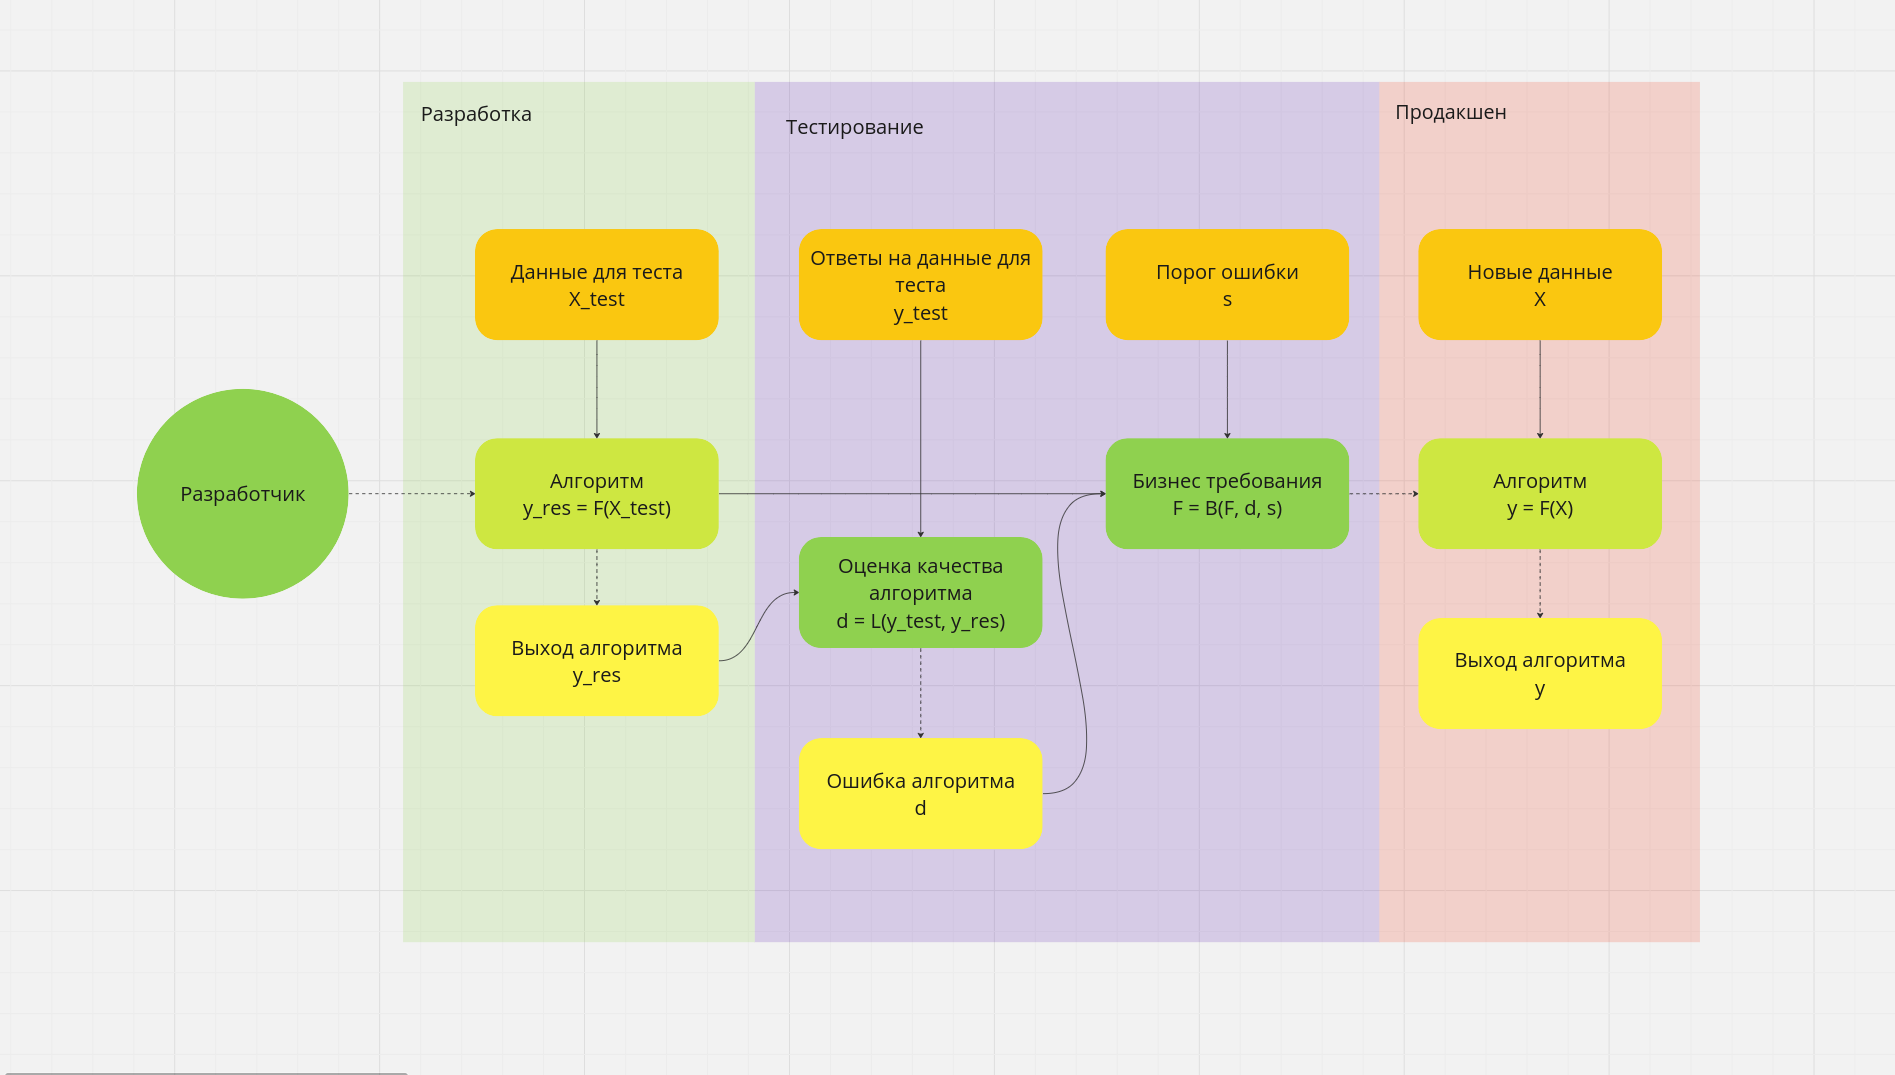 Разработка
Тестирование
Продакшен
Данные для теста
X_test
Ответы на данные для
теста
y_test
Порог ошибки
s
Новые данные
X
Разработчик
Алгоритм
y_res = F(X_test)
Бизнес требования
F = B(F, d, s)
Алгоритм
y = F(X)
Оценка качества
алгоритма
d = L(y_test, y_res)
Выход алгоритма
y_res
Выход алгоритма
y
Ошибка алгоритма
d